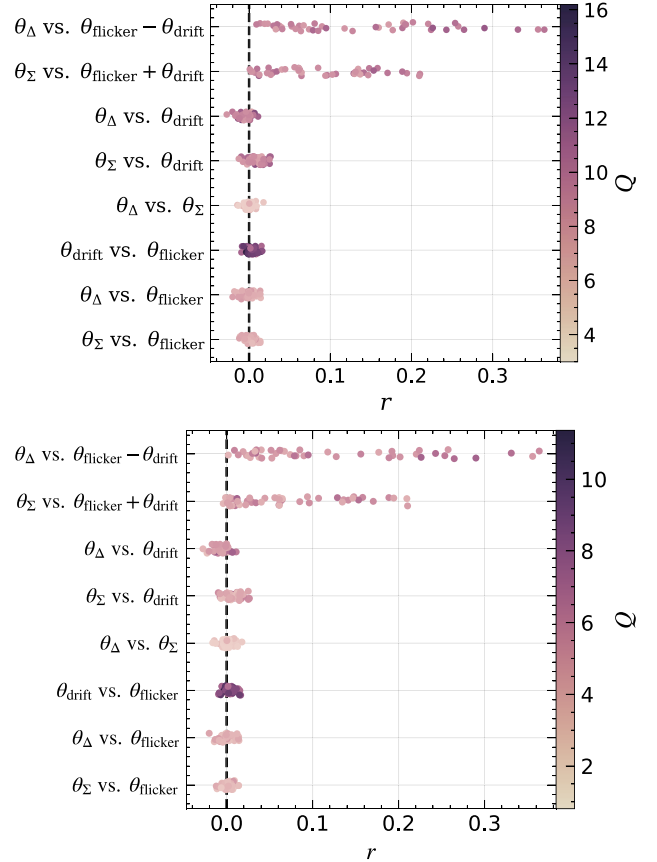 θ_Δ vs. θ_flicker − θ_drift
θ_Σ vs. θ_flicker + θ_drift
θ_Δ vs. θ_drift
θ_Σ vs. θ_drift
θ_Δ vs. θ_Σ
θ_drift vs. θ_flicker
θ_Δ vs. θ_flicker
θ_Σ vs. θ_flicker
0.0 0.1 0.2 0.3
r
16
14
12
10
8
6
4
Q
θ_Δ vs. θ_flicker − θ_drift
θ_Σ vs. θ_flicker + θ_drift
θ_Δ vs. θ_drift
θ_Σ vs. θ_drift
θ_Δ vs. θ_Σ
θ_drift vs. θ_flicker
θ_Δ vs. θ_flicker
θ_Σ vs. θ_flicker
0.0 0.1 0.2 0.3
r
10
8
6
4
2
Q